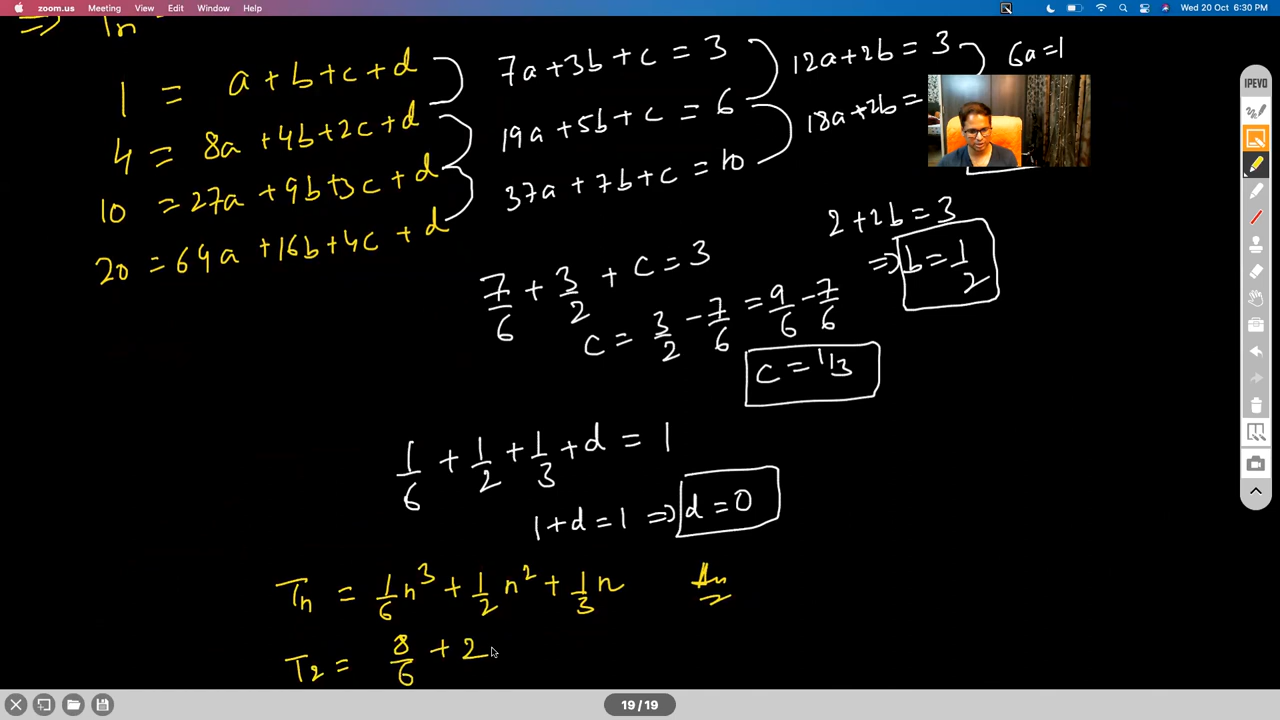 zoom.us Meeting View Edit Window Help Wed 20 Oct 6:30 PM
IPEVO
⇒ Tn =
1 = a + b + c + d
4 = 8a + 4b + 2c + d
10 = 27a + 9b + 3c + d
20 = 64a + 16b + 4c + d
7a + 3b + c = 3
19a + 5b + c = 6
37a + 7b + c = 10
12a + 2b = 3
18a + 2b =
6a = 1
2 + 2b = 3
⇒ b = 1/2
7/6 + 3/2 + c = 3
c = 3/2 - 7/6 = 9/6 - 7/6
c = 1/3
1/6 + 1/2 + 1/3 + d = 1
1 + d = 1 ⇒ d = 0
Tn = 1/6 n³ + 1/2 n² + 1/3 n Ans
T2 = 8/6 + 2
19 / 19